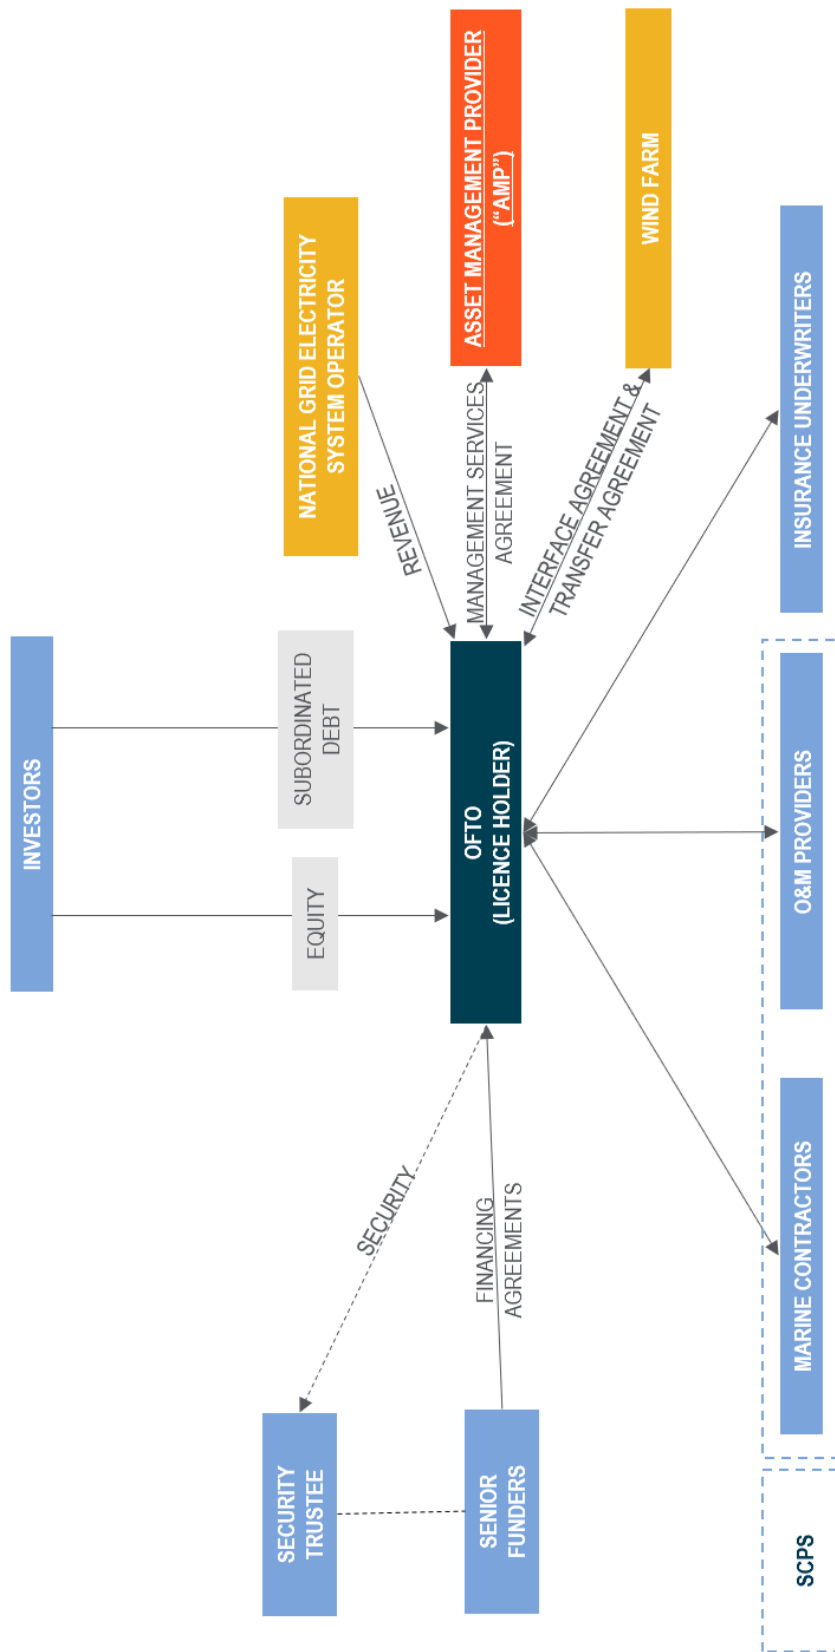 INVESTORS
NATIONAL GRID ELECTRICITY
SYSTEM OPERATOR
EQUITY
SUBORDINATED
DEBT
SECURITY
TRUSTEE
SECURITY
REVENUE
SENIOR
FUNDERS
FINANCING
AGREEMENTS
OFTO
(LICENCE HOLDER)
MANAGEMENT SERVICES
AGREEMENT
ASSET MANAGEMENT PROVIDER
("AMP")
INTERFACE AGREEMENT &
TRANSFER AGREEMENT
WIND FARM
SCPS
MARINE CONTRACTORS
O&M PROVIDERS
INSURANCE UNDERWRITERS